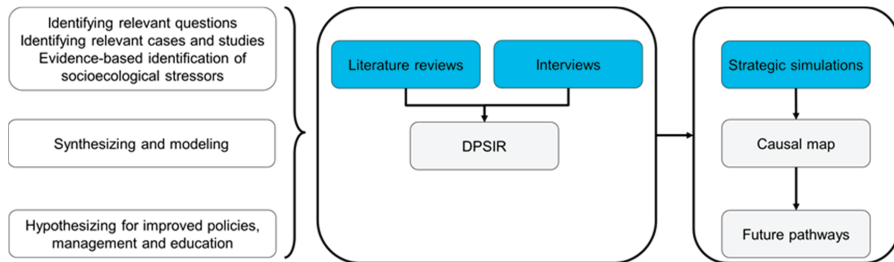 Identifying relevant questions
Identifying relevant cases and studies
Evidence-based identification of
socioecological stressors
Synthesizing and modeling
Hypothesizing for improved policies,
management and education
Literature reviews
Interviews
DPSIR
Strategic simulations
Causal map
Future pathways